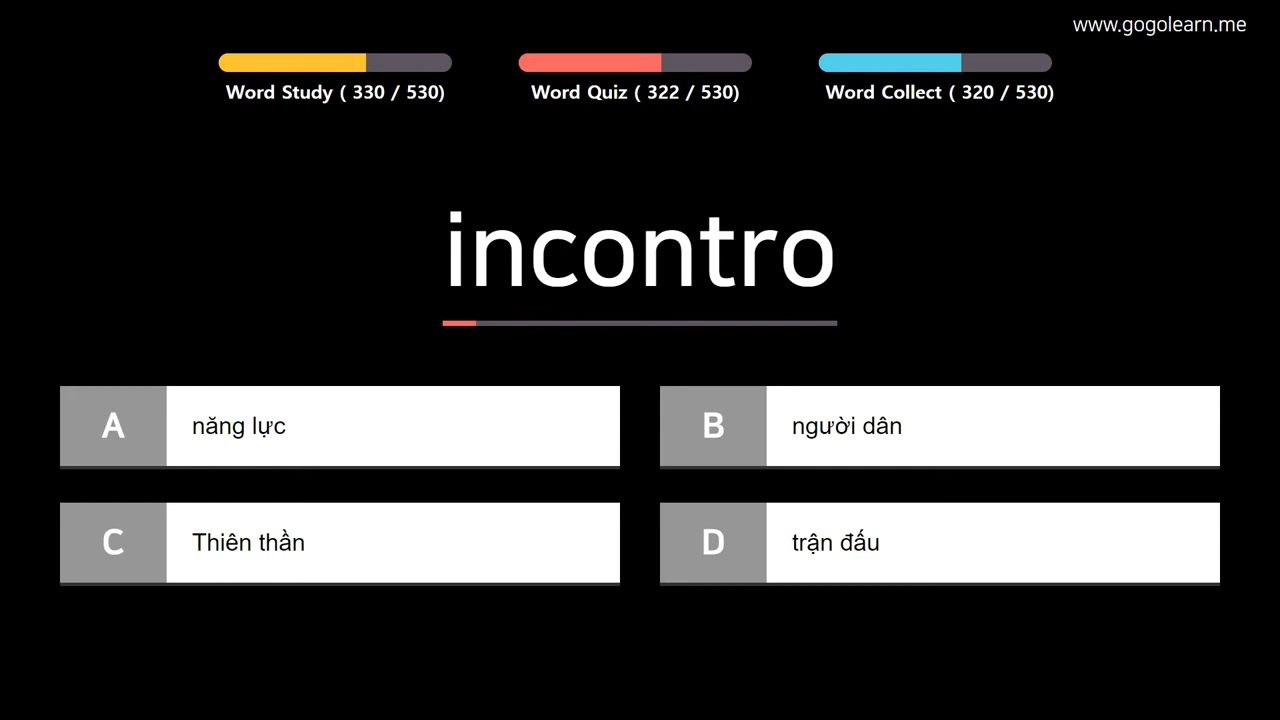 www.gogolearn.me
Word Study ( 330 / 530)
Word Quiz ( 322 / 530)
Word Collect ( 320 / 530)
incontro
A năng lực
B người dân
C Thiên thần
D trận đấu